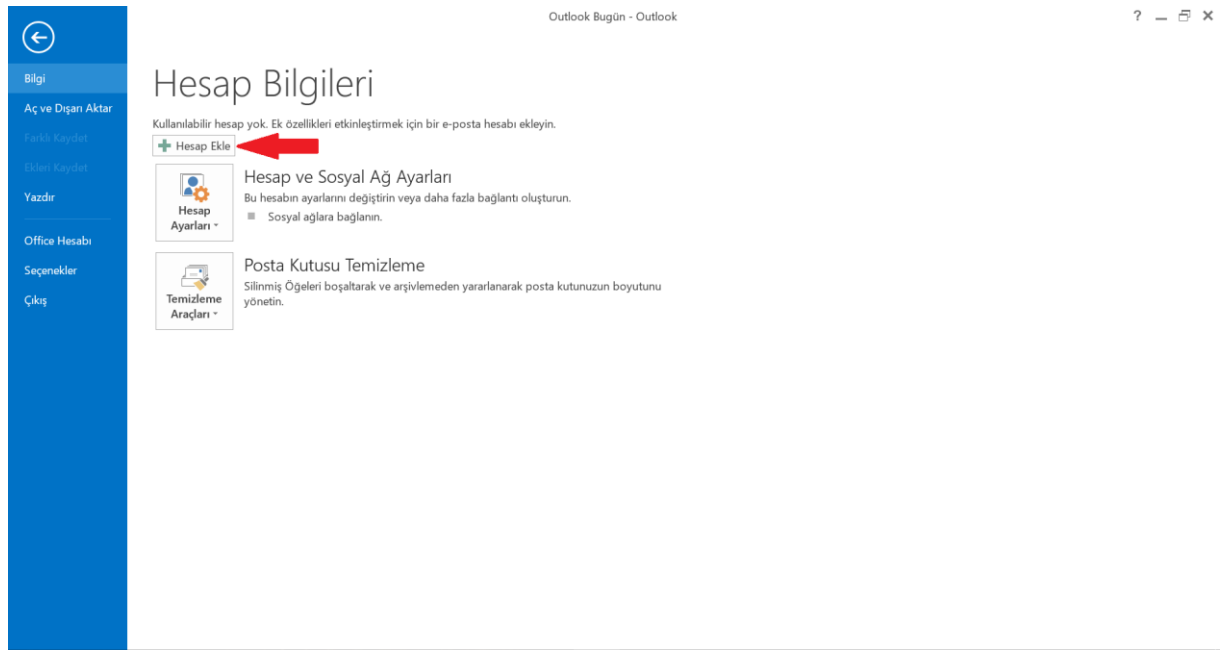 Outlook Bugün - Outlook
?
Bilgi
Aç ve Dışarı Aktar
Farklı Kaydet
Ekleri Kaydet
Yazdır
Office Hesabı
Seçenekler
Çıkış
Hesap Bilgileri
Kullanılabilir hesap yok. Ek özellikleri etkinleştirmek için bir e-posta hesabı ekleyin.
Hesap Ekle
Hesap
Ayarları
Hesap ve Sosyal Ağ Ayarları
Bu hesabın ayarlarını değiştirin veya daha fazla bağlantı oluşturun.
Sosyal ağlara bağlanın.
Temizleme
Araçları
Posta Kutusu Temizleme
Silinmiş Öğeleri boşaltarak ve arşivlemeden yararlanarak posta kutunuzun boyutunu
yönetin.